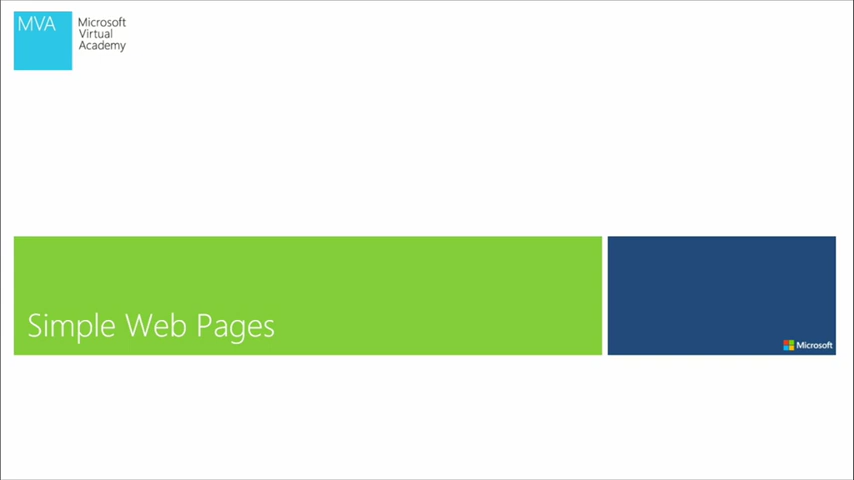 MVA
Microsoft
Virtual
Academy
Simple Web Pages
Microsoft